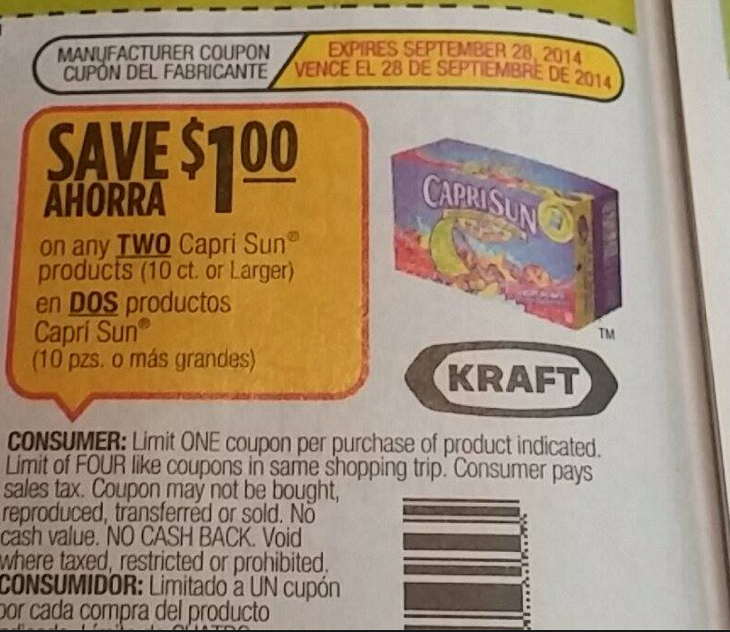 MANUFACTURER COUPON
CUPÓN DEL FABRICANTE
EXPIRES SEPTEMBER 28, 2014
VENCE EL 28 DE SEPTIEMBRE DE 2014
SAVE $1.00
AHORRA
on any TWO Capri Sun®
products (10 ct. or Larger)
en DOS productos
Capri Sun®
(10 pzs. o más grandes)
CAPRI SUN
TM
KRAFT
CONSUMER: Limit ONE coupon per purchase of product indicated.
Limit of FOUR like coupons in same shopping trip. Consumer pays
sales tax. Coupon may not be bought,
reproduced, transferred or sold. No
cash value. NO CASH BACK. Void
where taxed, restricted or prohibited.
CONSUMIDOR: Limitado a UN cupón
por cada compra del producto